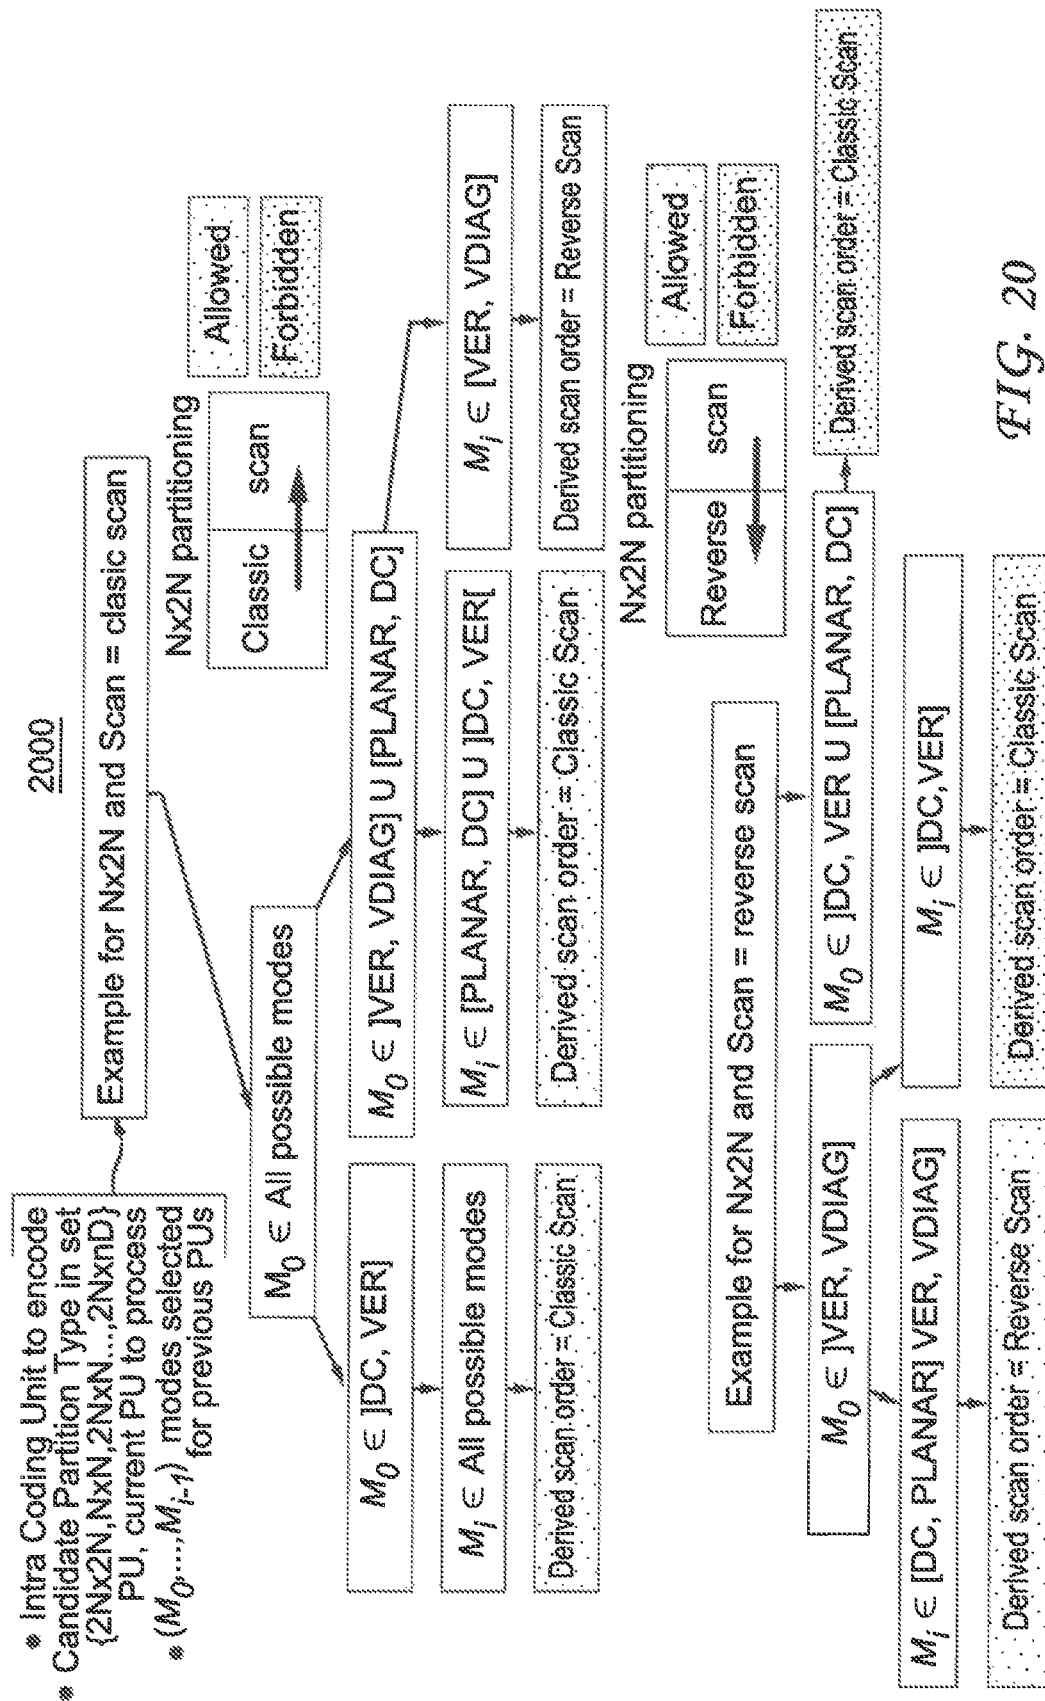 2000
• Intra Coding Unit to encode
• Candidate Partition Type in set
{2Nx2N,NxN,2NxN...,2NxnD}
PU, current PU to process
• (M0,...,Mi-1) modes selected
for previous PUs
Example for Nx2N and Scan = clasic scan
Nx2N partitioning
Classic scan
Allowed
Forbidden
M0 ∈ All possible modes
M0 ∈ ]DC, VER]
M0 ∈ ]VER, VDIAG] U [PLANAR, DC]
Mi ∈ All possible modes
Mi ∈ [PLANAR, DC] U ]DC, VER[
Mi ∈ [VER, VDIAG]
Derived scan order = Classic Scan
Derived scan order = Classic Scan
Derived scan order = Reverse Scan
Nx2N partitioning
Reverse scan
Allowed
Forbidden
Example for Nx2N and Scan = reverse scan
M0 ∈ ]VER, VDIAG]
M0 ∈ ]DC, VER U [PLANAR, DC]
Derived scan order = Classic Scan
Mi ∈ [DC, PLANAR] VER, VDIAG]
Mi ∈ ]DC,VER]
Derived scan order = Reverse Scan
Derived scan order = Classic Scan
FIG. 20